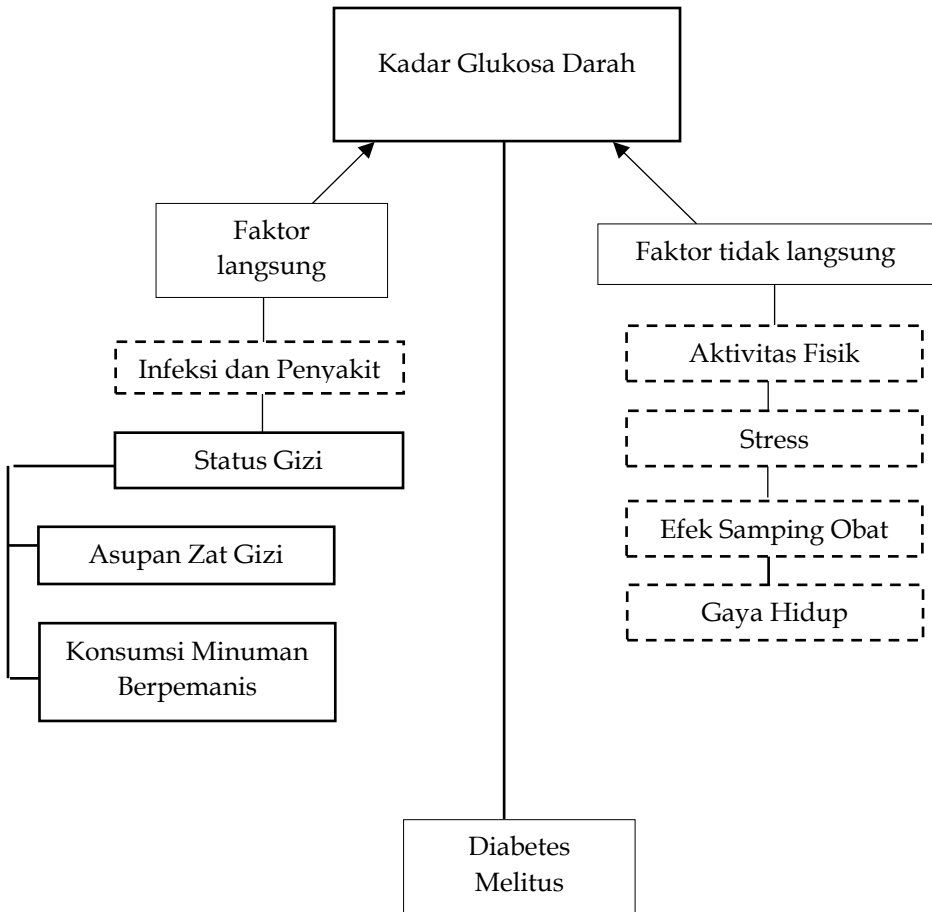 Kadar Glukosa Darah
Faktor
langsung
Infeksi dan Penyakit
Status Gizi
Asupan Zat Gizi
Konsumsi Minuman
Berpemanis
Faktor tidak langsung
Aktivitas Fisik
Stress
Efek Samping Obat
Gaya Hidup
Diabetes
Melitus